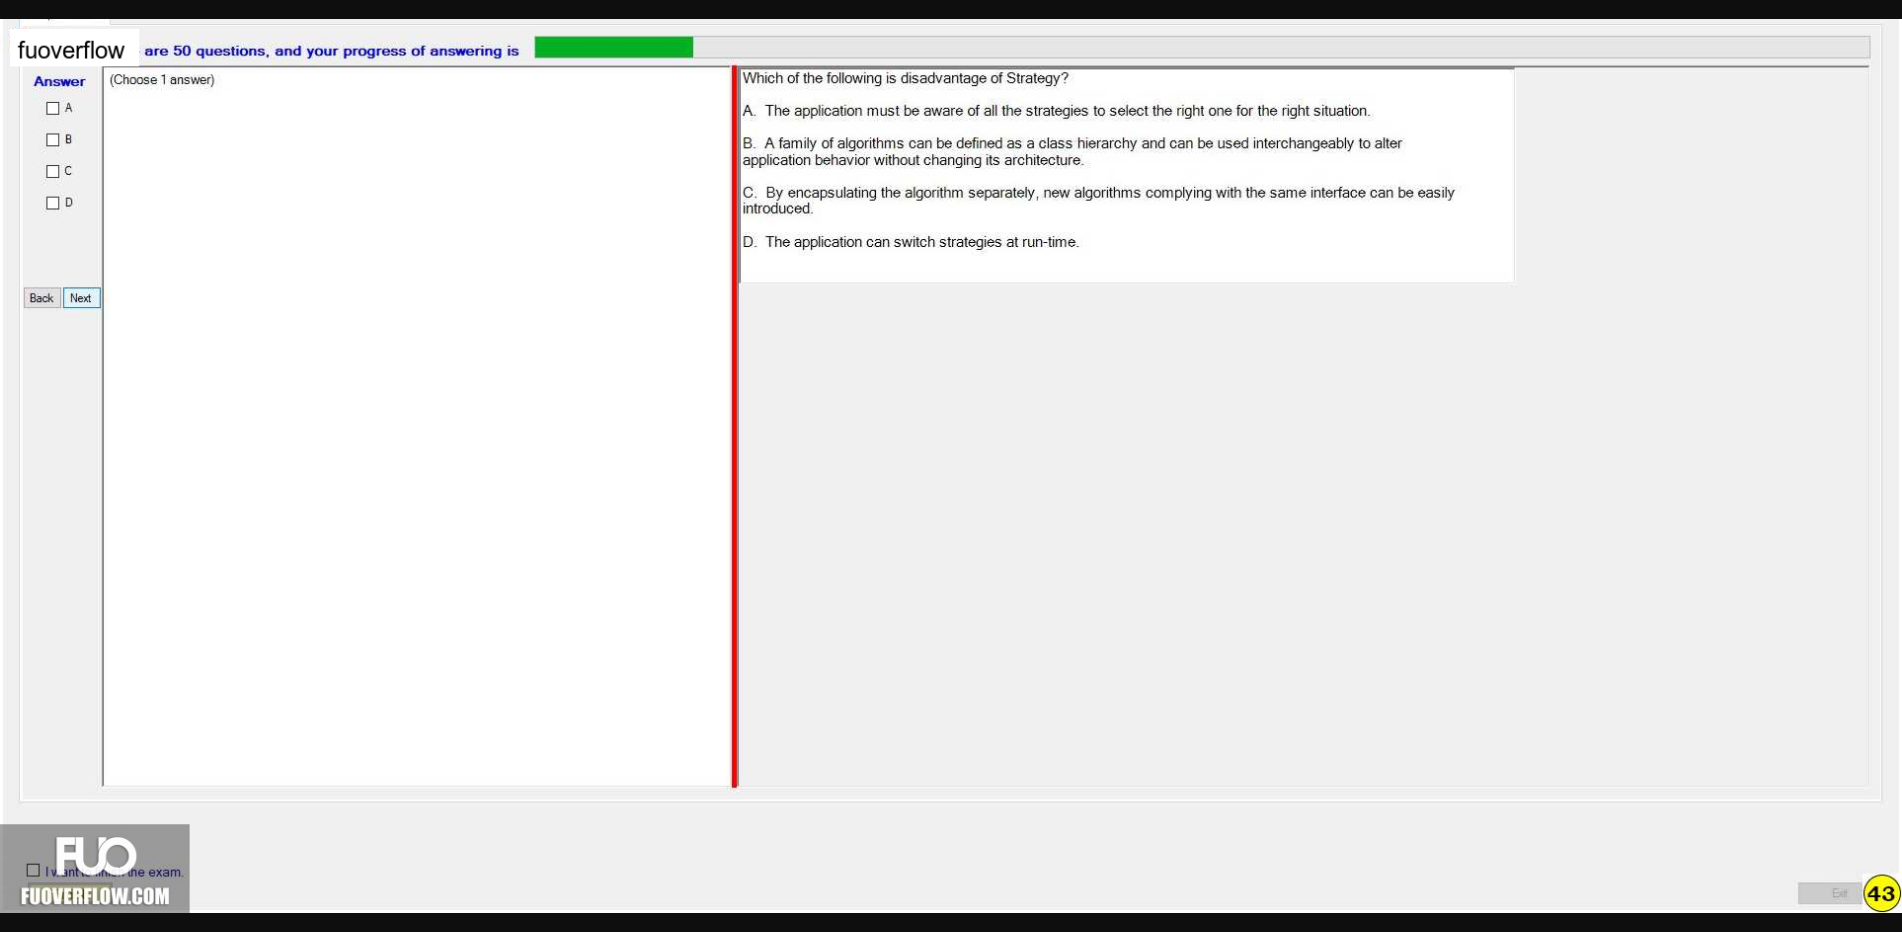 fuoverflow are 50 questions, and your progress of answering is
Answer
(Choose 1 answer)
A
B
C
D
Back Next
Which of the following is disadvantage of Strategy?
A. The application must be aware of all the strategies to select the right one for the right situation.
B. A family of algorithms can be defined as a class hierarchy and can be used interchangeably to alter
application behavior without changing its architecture.
C. By encapsulating the algorithm separately, new algorithms complying with the same interface can be easily
introduced.
D. The application can switch strategies at run-time.
FUO
I want to finish the exam.
FUOVERFLOW.COM
Exit
43